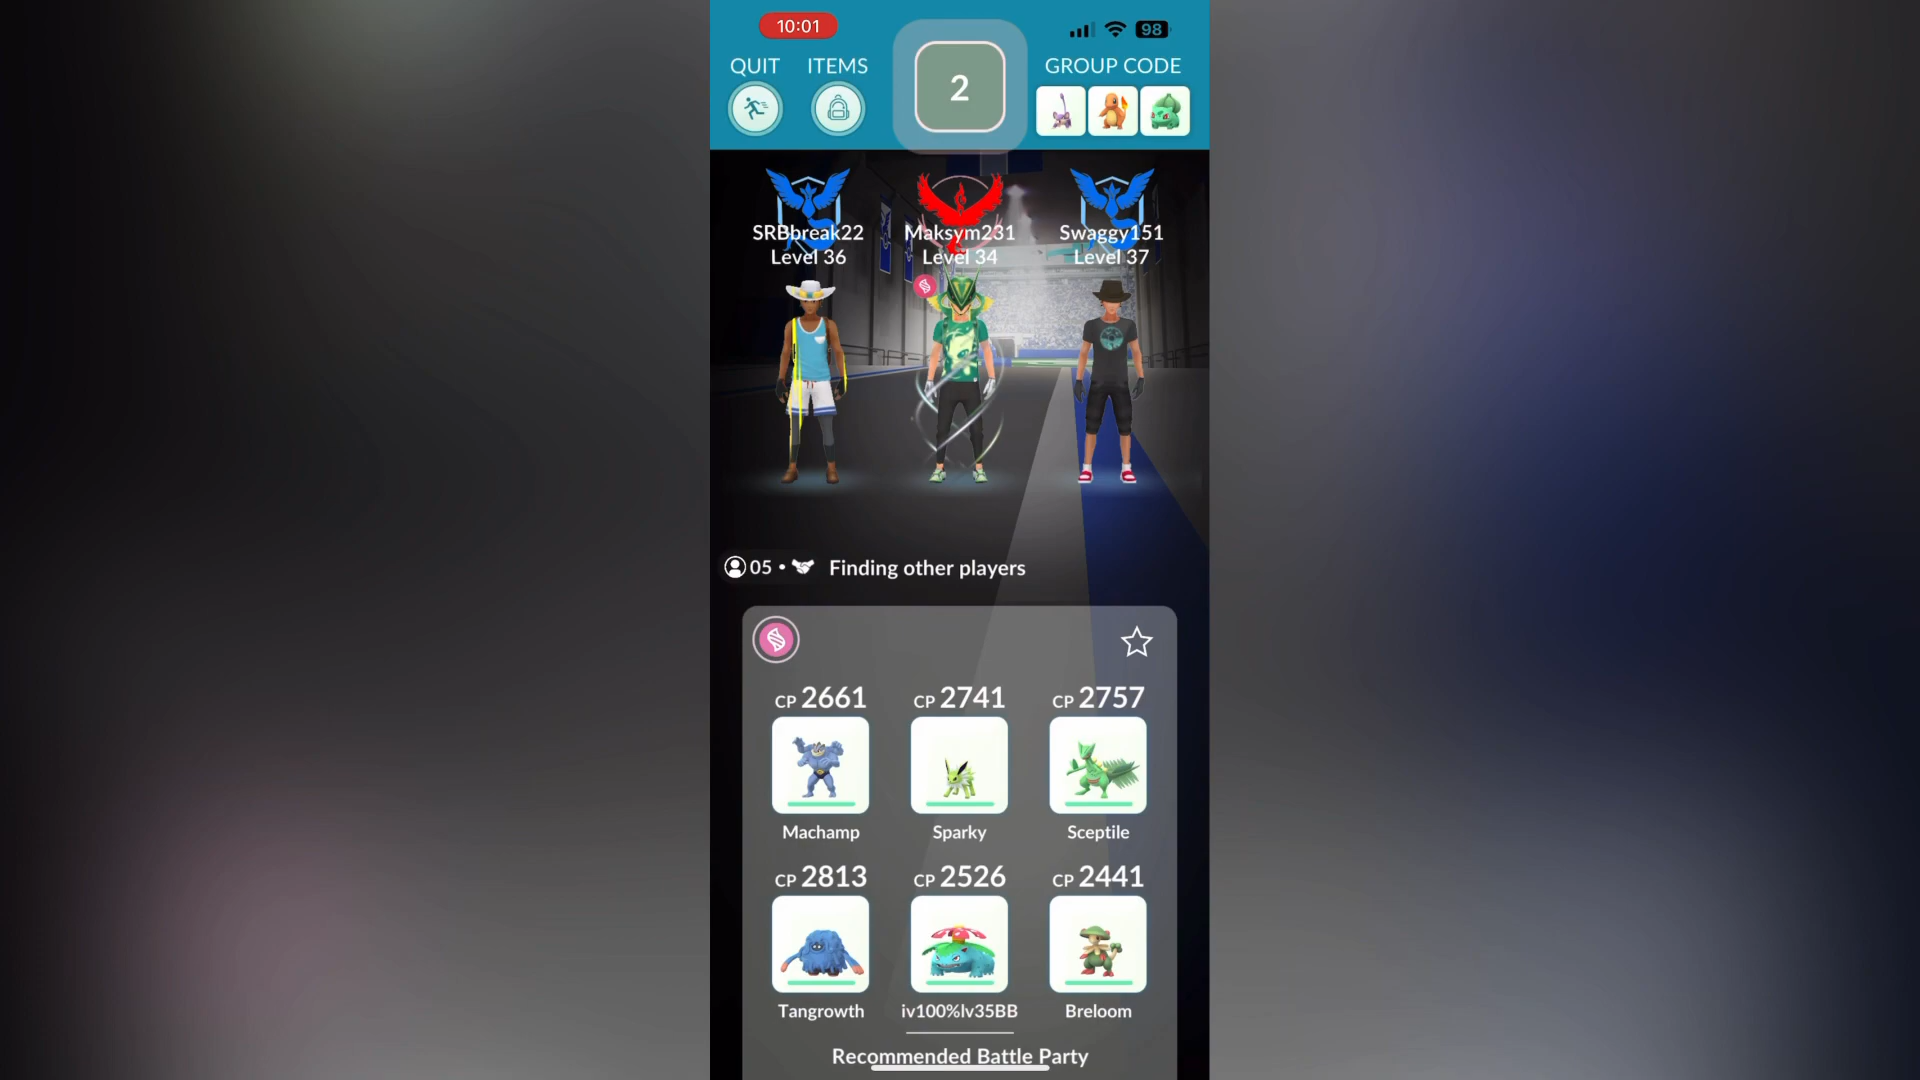 10:01
98
QUIT
ITEMS
2
GROUP CODE
SRBbreak22
Level 36
Maksym231
Level 34
Swaggy151
Level 37
05 • Finding other players
CP 2661
CP 2741
CP 2757
Machamp
Sparky
Sceptile
CP 2813
CP 2526
CP 2441
Tangrowth
iv100%lv35BB
Breloom
Recommended Battle Party